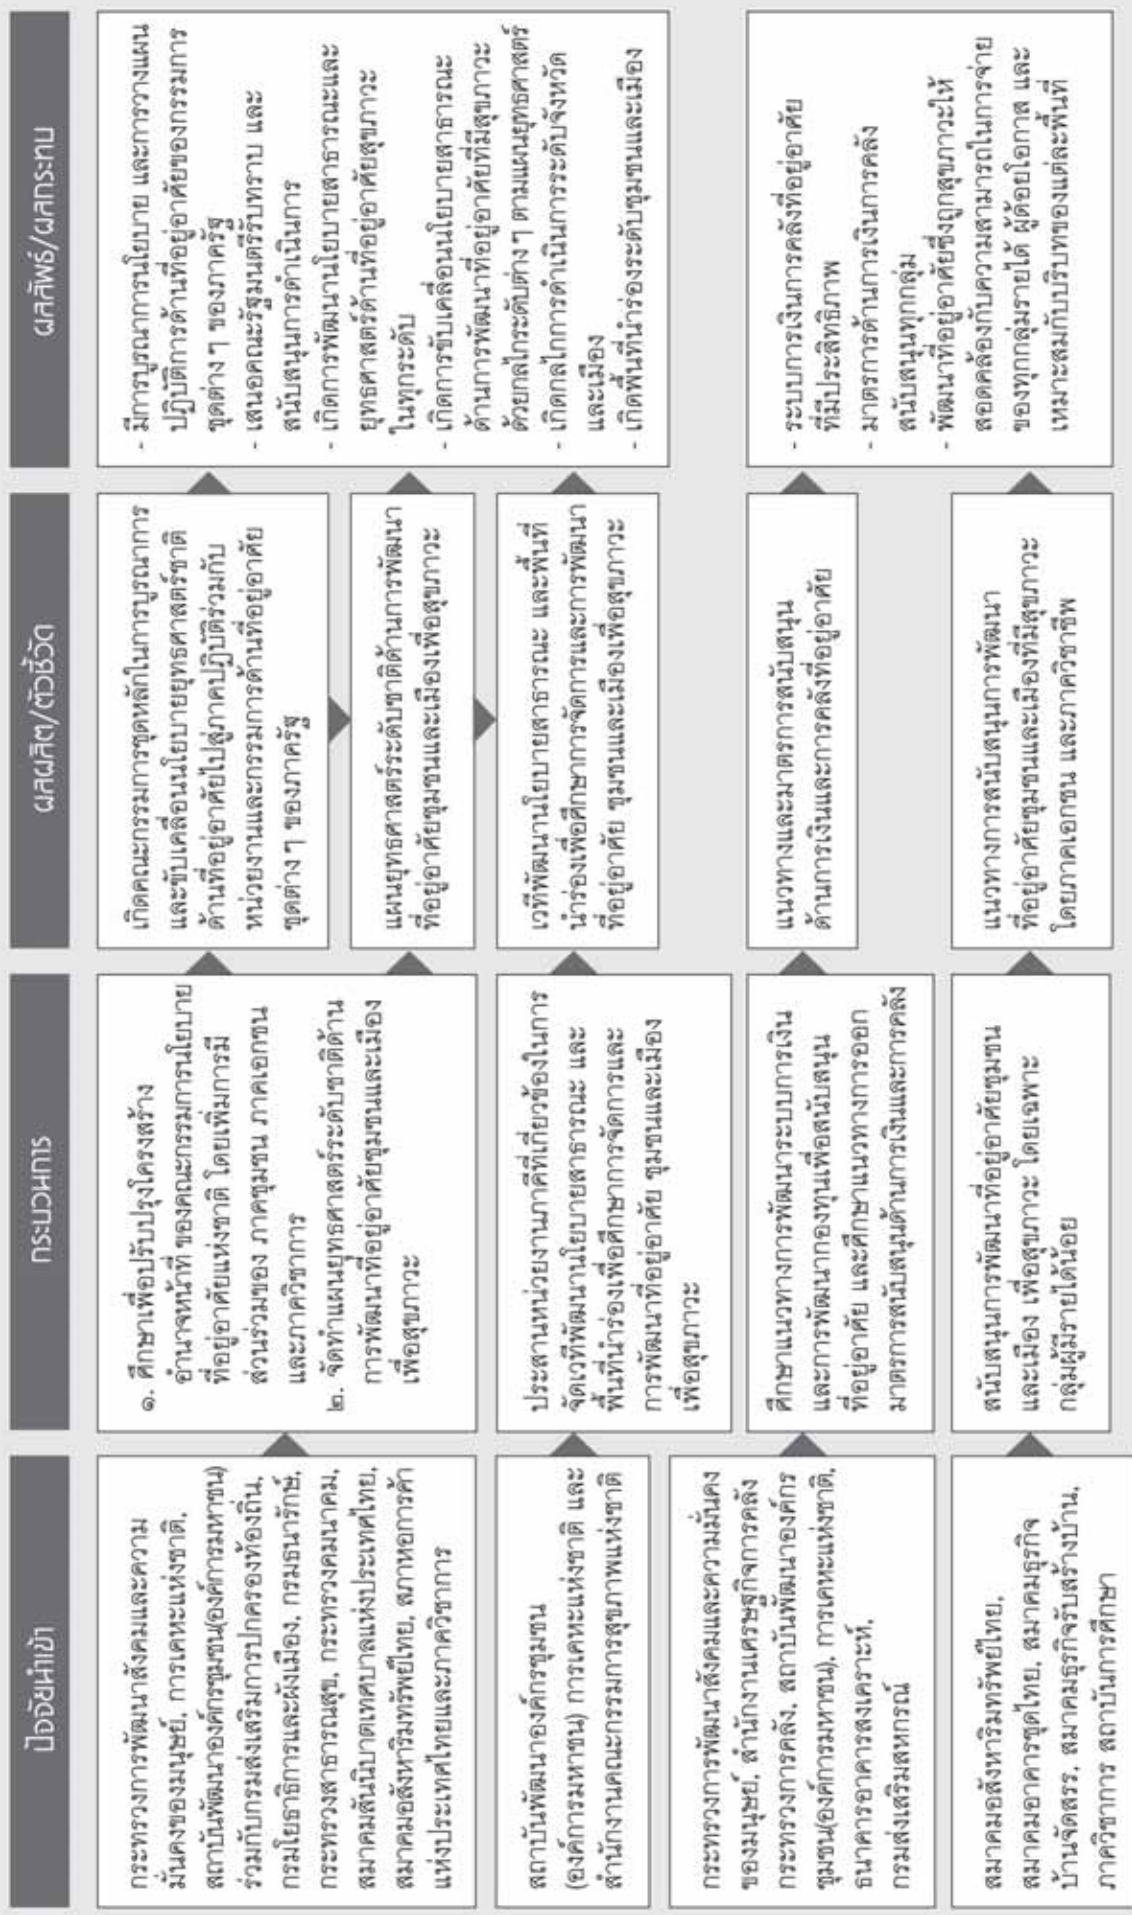 ปัจจัยนำเข้า
กระทรวงการพัฒนาสังคมและความ
มั่นคงของมนุษย์, การเคหะแห่งชาติ,
สถาบันพัฒนาองค์กรชุมชน(องค์การมหาชน)
ร่วมกับกรมส่งเสริมการปกครองท้องถิ่น,
กรมโยธาธิการและผังเมือง, กรมธนารักษ์,
กระทรวงสาธารณสุข, กระทรวงคมนาคม,
สมาคมสันนิบาตเทศบาลแห่งประเทศไทย,
สมาคมอสังหาริมทรัพย์ไทย, สภาหอการค้า
แห่งประเทศไทยและภาควิชาการ
สถาบันพัฒนาองค์กรชุมชน
(องค์การมหาชน) การเคหะแห่งชาติ และ
สำนักงานคณะกรรมการสุขภาพแห่งชาติ
กระทรวงการพัฒนาสังคมและความมั่นคง
ของมนุษย์, สำนักงานเศรษฐกิจการคลัง
กระทรวงการคลัง, สถาบันพัฒนาองค์กร
ชุมชน(องค์การมหาชน), การเคหะแห่งชาติ,
ธนาคารอาคารสงเคราะห์,
กรมส่งเสริมสหกรณ์
สมาคมอสังหาริมทรัพย์ไทย,
สมาคมอาคารชุดไทย, สมาคมธุรกิจ
บ้านจัดสรร, สมาคมธุรกิจรับสร้างบ้าน,
ภาควิชาการ สถาบันการศึกษา
กระบวนการ
๑. ศึกษาเพื่อปรับปรุงโครงสร้าง
อำนาจหน้าที่ ของคณะกรรมการนโยบาย
ที่อยู่อาศัยแห่งชาติ โดยเพิ่มการมี
ส่วนร่วมของ ภาคชุมชน ภาคเอกชน
และภาควิชาการ
๒. จัดทำแผนยุทธศาสตร์ระดับชาติด้าน
การพัฒนาที่อยู่อาศัยชุมชนและเมือง
เพื่อสุขภาวะ
ประสานหน่วยงานภาคีที่เกี่ยวข้องในการ
จัดเวทีพัฒนานโยบายสาธารณะ และ
พื้นที่นำร่องเพื่อศึกษาการจัดการและ
การพัฒนาที่อยู่อาศัย ชุมชนและเมือง
เพื่อสุขภาวะ
ศึกษาแนวทางการพัฒนาระบบการเงิน
และการพัฒนากองทุนเพื่อสนับสนุน
ที่อยู่อาศัย และศึกษาแนวทางการออก
มาตรการสนับสนุนด้านการเงินและการคลัง
สนับสนุนการพัฒนาที่อยู่อาศัยชุมชน
และเมือง เพื่อสุขภาวะ โดยเฉพาะ
กลุ่มผู้มีรายได้น้อย
ผลผลิต/ตัวชี้วัด
เกิดคณะกรรมการชุดหลักในการบูรณาการ
และขับเคลื่อนนโยบายยุทธศาสตร์ชาติ
ด้านที่อยู่อาศัยไปสู่ภาคปฏิบัติร่วมกับ
หน่วยงานและกรรมการด้านที่อยู่อาศัย
ชุดต่าง ๆ ของภาครัฐ
แผนยุทธศาสตร์ระดับชาติด้านการพัฒนา
ที่อยู่อาศัยชุมชนและเมืองเพื่อสุขภาวะ
เวทีพัฒนานโยบายสาธารณะ และพื้นที่
นำร่องเพื่อศึกษาการจัดการและการพัฒนา
ที่อยู่อาศัย ชุมชนและเมืองเพื่อสุขภาวะ
แนวทางและมาตรการสนับสนุน
ด้านการเงินและการคลังที่อยู่อาศัย
แนวทางการสนับสนุนการพัฒนา
ที่อยู่อาศัยชุมชนและเมืองที่มีสุขภาวะ
โดยภาคเอกชน และภาควิชาชีพ
ผลลัพธ์/ผลกระทบ
- มีการบูรณาการนโยบาย และการวางแผน
ปฏิบัติการด้านที่อยู่อาศัยของกรรมการ
ชุดต่าง ๆ ของภาครัฐ
- เสนอคณะรัฐมนตรีรับทราบ และ
สนับสนุนการดำเนินการ
- เกิดการพัฒนานโยบายสาธารณะและ
ยุทธศาสตร์ด้านที่อยู่อาศัยสุขภาวะ
ในทุกระดับ
- เกิดการขับเคลื่อนนโยบายสาธารณะ
ด้านการพัฒนาที่อยู่อาศัยที่มีสุขภาวะ
ด้วยกลไกระดับต่าง ๆ ตามแผนยุทธศาสตร์
- เกิดกลไกการดำเนินการระดับจังหวัด
และเมือง
- เกิดพื้นที่นำร่องระดับชุมชนและเมือง
- ระบบการเงินการคลังที่อยู่อาศัย
ที่มีประสิทธิภาพ
- มาตรการด้านการเงินการคลัง
สนับสนุนทุกกลุ่ม
- พัฒนาที่อยู่อาศัยซึ่งถูกสุขภาวะให้
สอดคล้องกับความสามารถในการจ่าย
ของทุกกลุ่มรายได้ ผู้ด้อยโอกาส และ
เหมาะสมกับบริบทของแต่ละพื้นที่